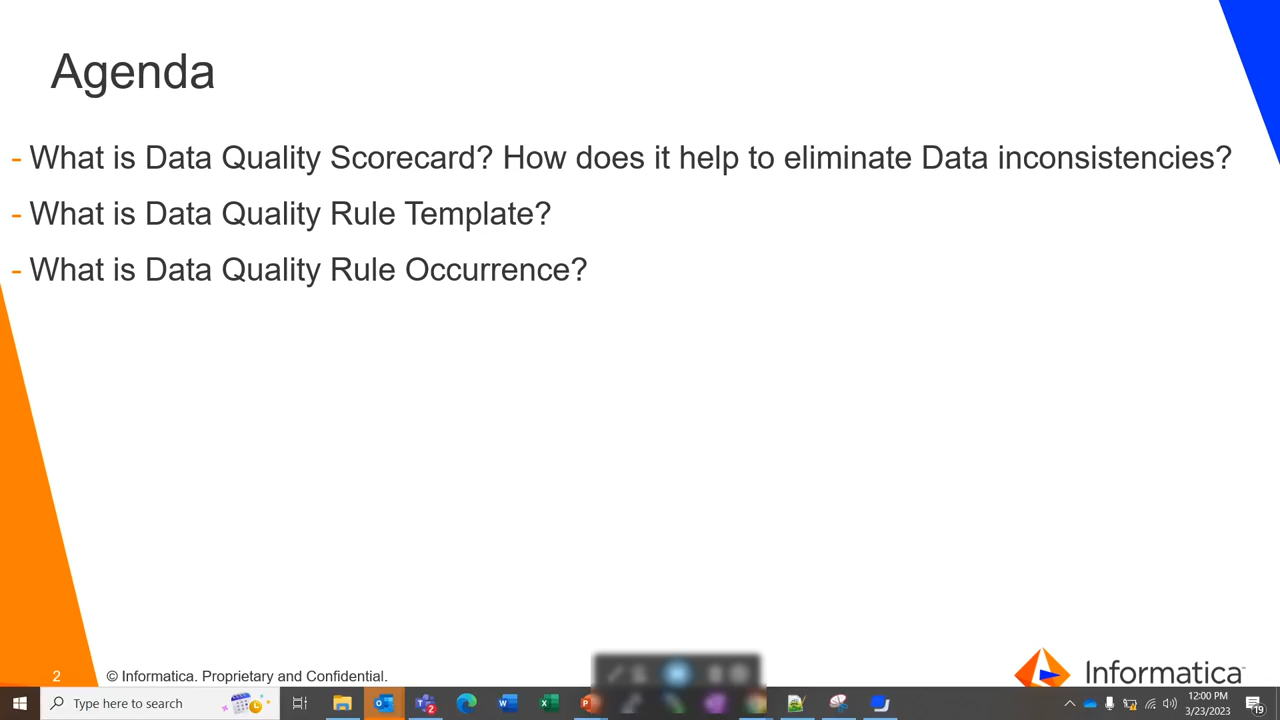 Agenda
- What is Data Quality Scorecard? How does it help to eliminate Data inconsistencies?
- What is Data Quality Rule Template?
- What is Data Quality Rule Occurrence?
2 © Informatica. Proprietary and Confidential.
Informatica
Type here to search
2
12:00 PM
3/23/2023
19